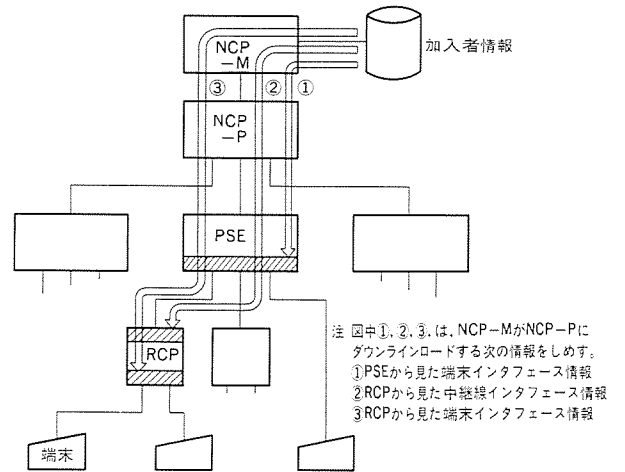 NCP
－M
加入者情報
③
②
①
NCP
－P
PSE
RCP
端末
注 図中①, ②, ③, は, NCP－MがNCP－Pに
ダウンラインロードする次の情報をしめす。
①PSEから見た端末インタフェース情報
②RCPから見た中継線インタフェース情報
③RCPから見た端末インタフェース情報